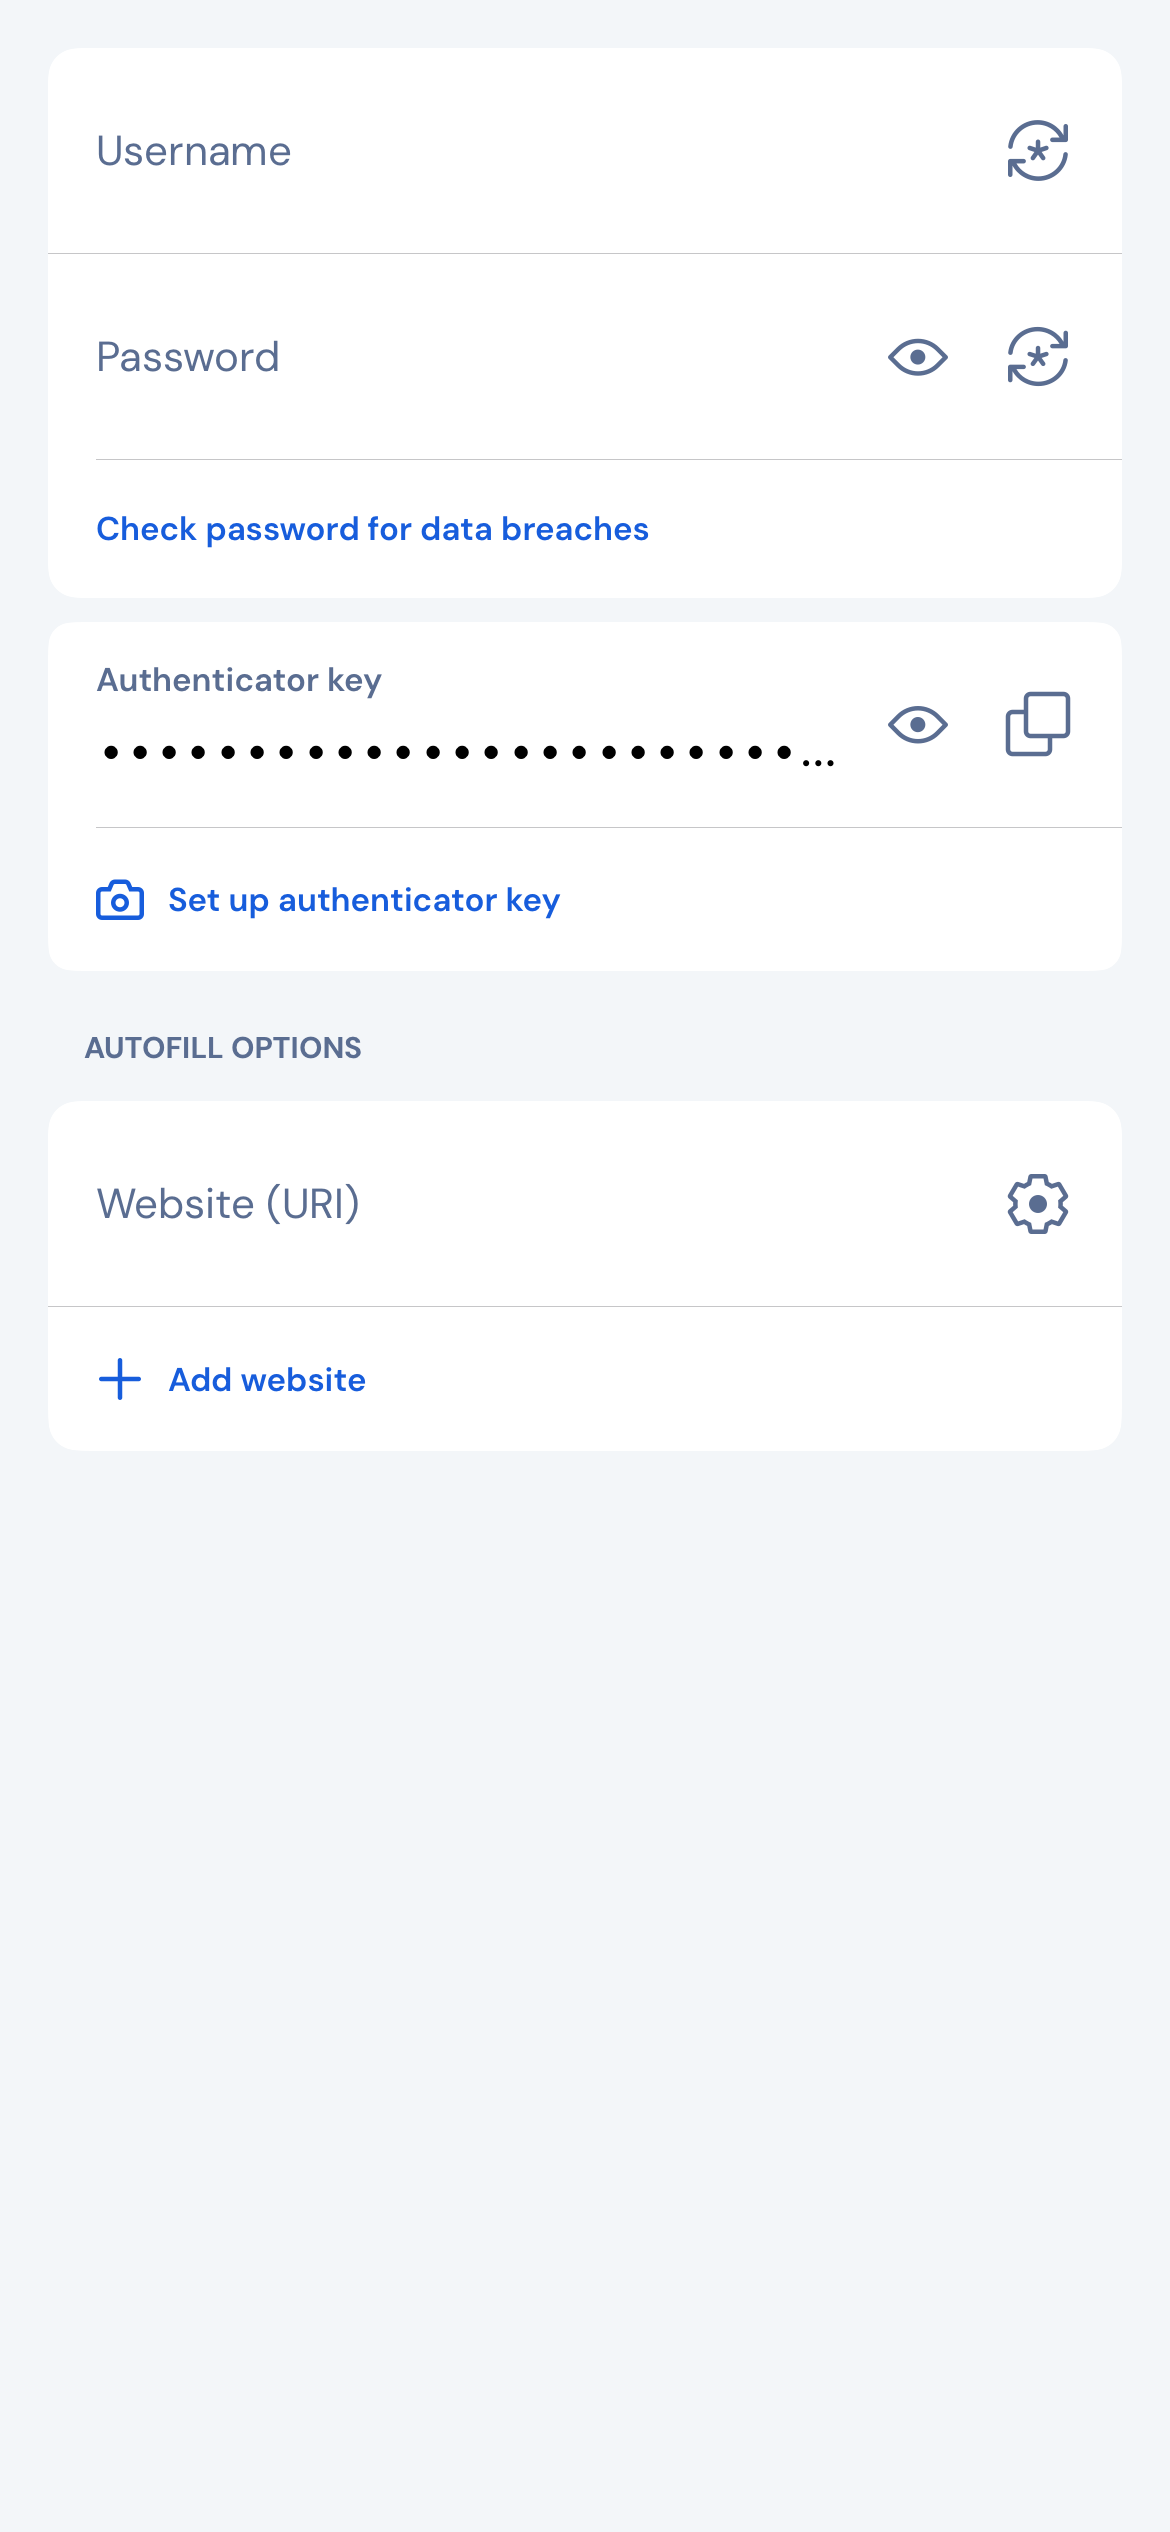 Username
Password
Check password for data breaches
Authenticator key
••••••••••••••••••••••••...
Set up authenticator key
AUTOFILL OPTIONS
Website (URI)
Add website